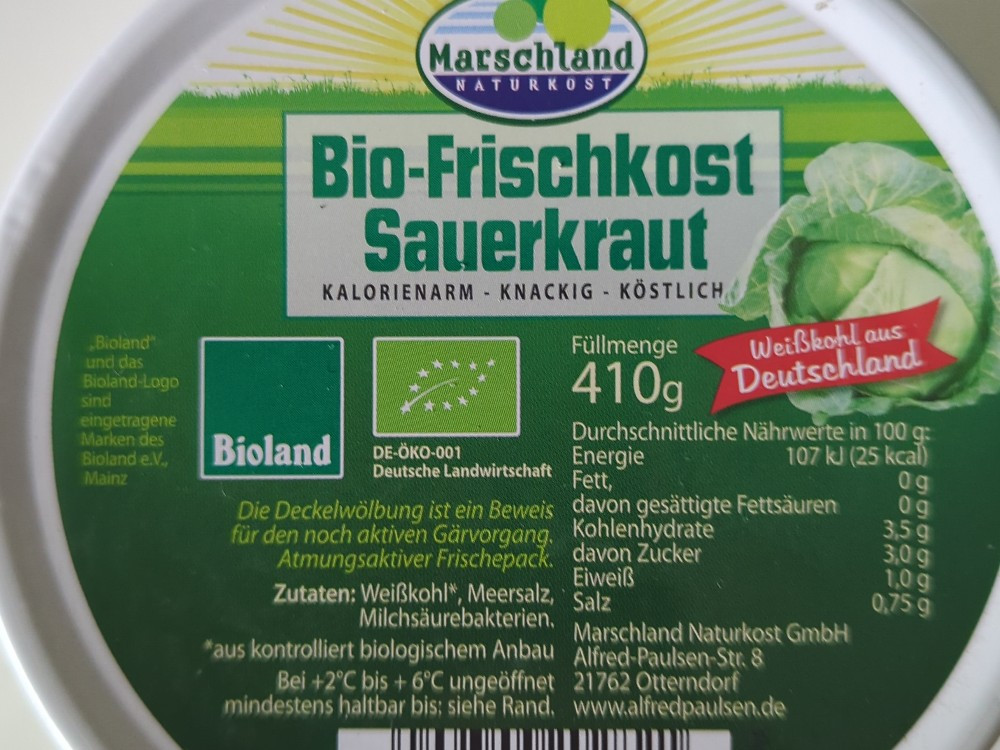 Marschland
NATURKOST
Bio-Frischkost
Sauerkraut
KALORIENARM - KNACKIG - KÖSTLICH
Weißkohl aus
Deutschland
„Bioland"
und das
Bioland-Logo
sind
eingetragene
Marken des
Bioland e.V.,
Mainz
Bioland
DE-ÖKO-001
Deutsche Landwirtschaft
Füllmenge
410g
Die Deckelwölbung ist ein Beweis
für den noch aktiven Gärvorgang.
Atmungsaktiver Frischepack.
Zutaten: Weißkohl*, Meersalz,
Milchsäurebakterien.
*aus kontrolliert biologischem Anbau
Bei +2°C bis + 6°C ungeöffnet
mindestens haltbar bis: siehe Rand.
Durchschnittliche Nährwerte in 100 g:
Energie 107 kJ (25 kcal)
Fett, 0 g
davon gesättigte Fettsäuren 0 g
Kohlenhydrate 3,5 g
davon Zucker 3,0 g
Eiweiß 1,0 g
Salz 0,75 g
Marschland Naturkost GmbH
Alfred-Paulsen-Str. 8
21762 Otterndorf
www.alfredpaulsen.de